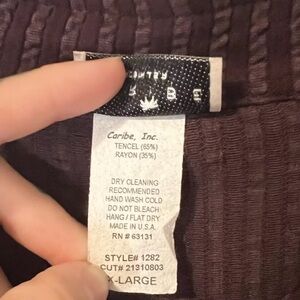 Caribe, Inc.
TENCEL (65%)
RAYON (35%)
DRY CLEANING
RECOMMENDED
HAND WASH COLD
DO NOT BLEACH
HANG / FLAT DRY
MADE IN U.S.A.
RN # 63131
STYLE# 1282
CUT# 21310803
X-LARGE